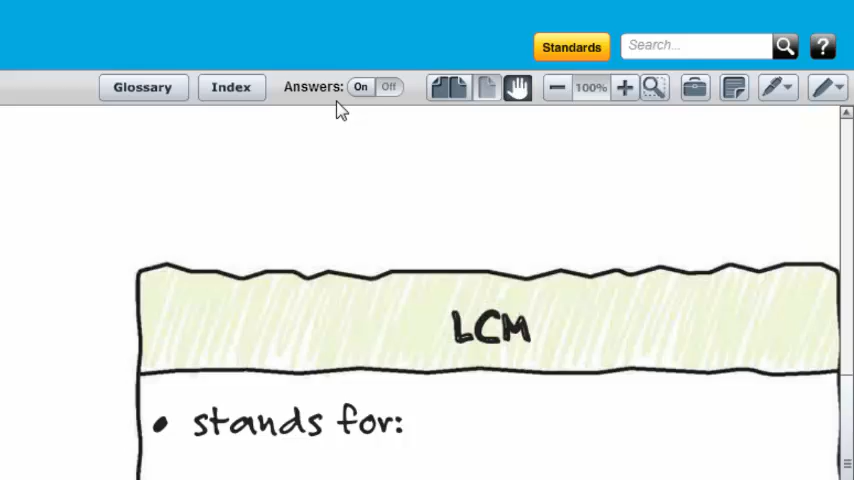 Standards Search... ?
Glossary Index Answers: On Off 100%
LCM
• stands for: